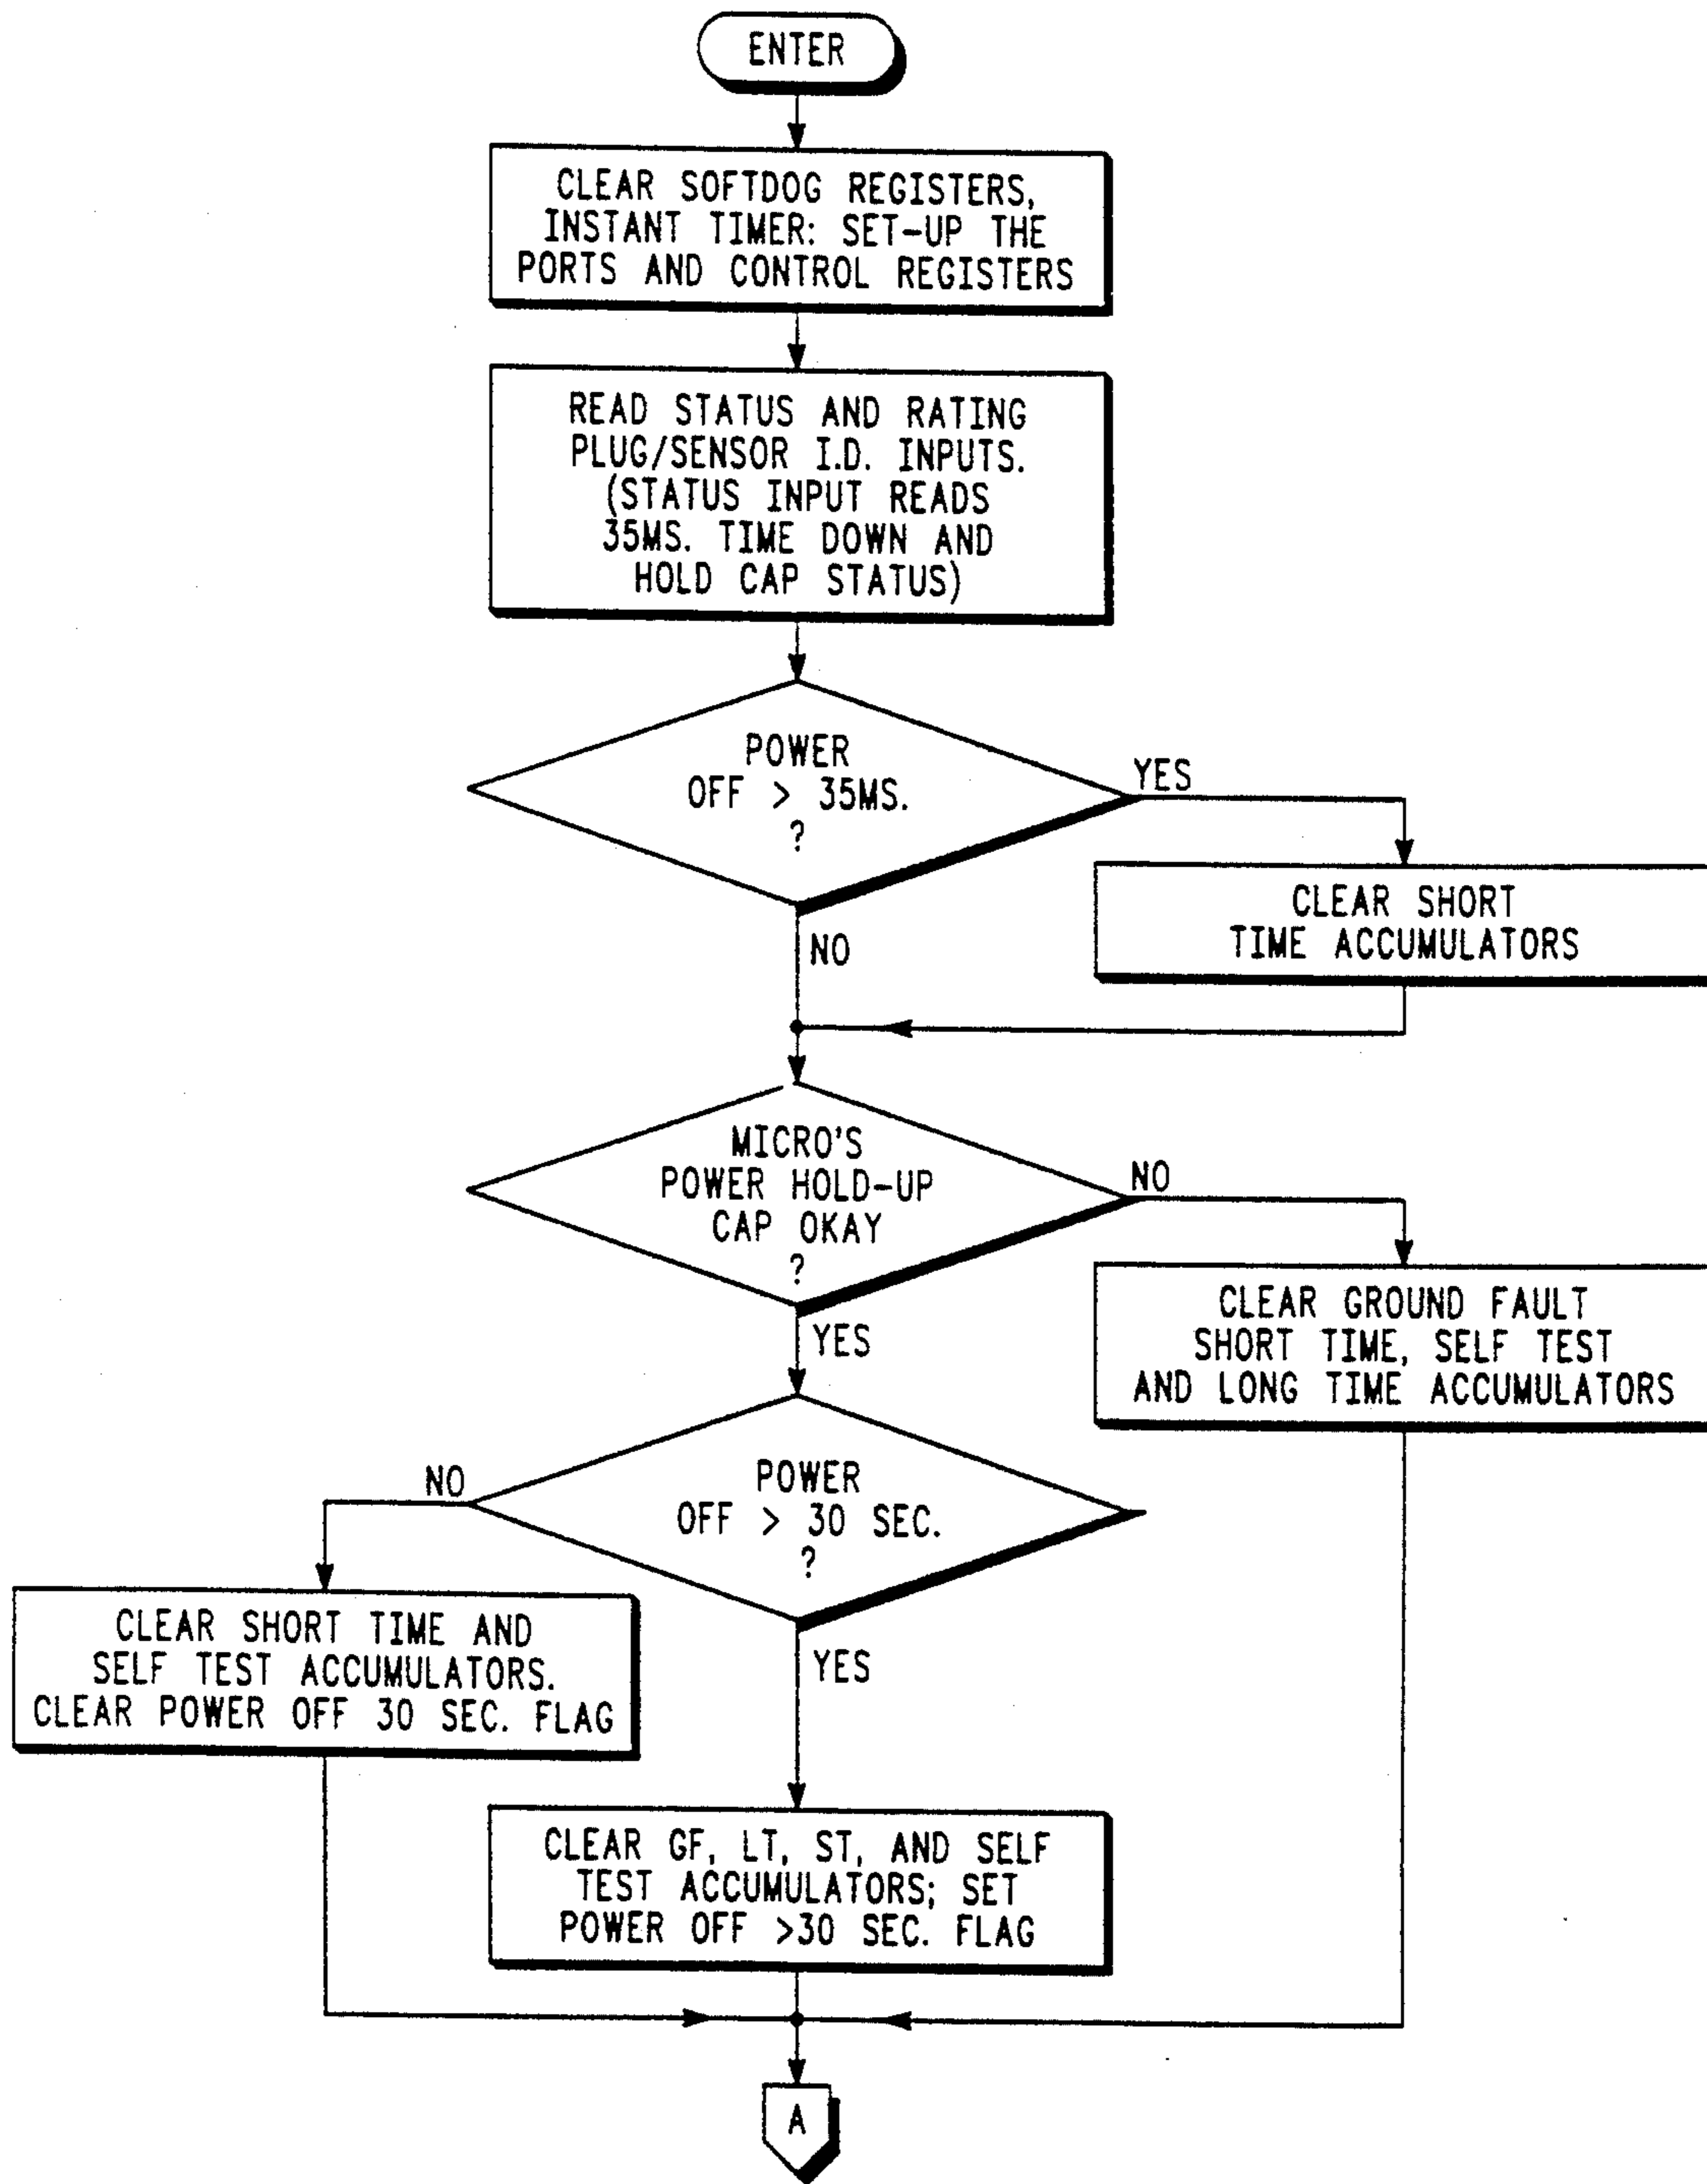 ENTER
CLEAR SOFTDOG REGISTERS,
INSTANT TIMER: SET-UP THE
PORTS AND CONTROL REGISTERS
READ STATUS AND RATING
PLUG/SENSOR I.D. INPUTS.
(STATUS INPUT READS
35MS. TIME DOWN AND
HOLD CAP STATUS)
POWER
OFF > 35MS.
?
YES
NO
CLEAR SHORT
TIME ACCUMULATORS
MICRO'S
POWER HOLD-UP
CAP OKAY
?
NO
YES
CLEAR GROUND FAULT
SHORT TIME, SELF TEST
AND LONG TIME ACCUMULATORS
POWER
OFF > 30 SEC.
?
NO
YES
CLEAR SHORT TIME AND
SELF TEST ACCUMULATORS.
CLEAR POWER OFF 30 SEC. FLAG
CLEAR GF, LT, ST, AND SELF
TEST ACCUMULATORS; SET
POWER OFF >30 SEC. FLAG
A